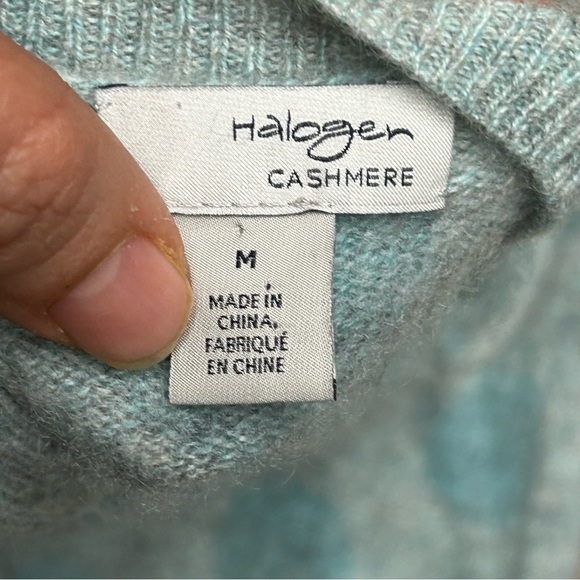 Halogen
CASHMERE
M
MADE IN
CHINA.
FABRIQUÉ
EN CHINE